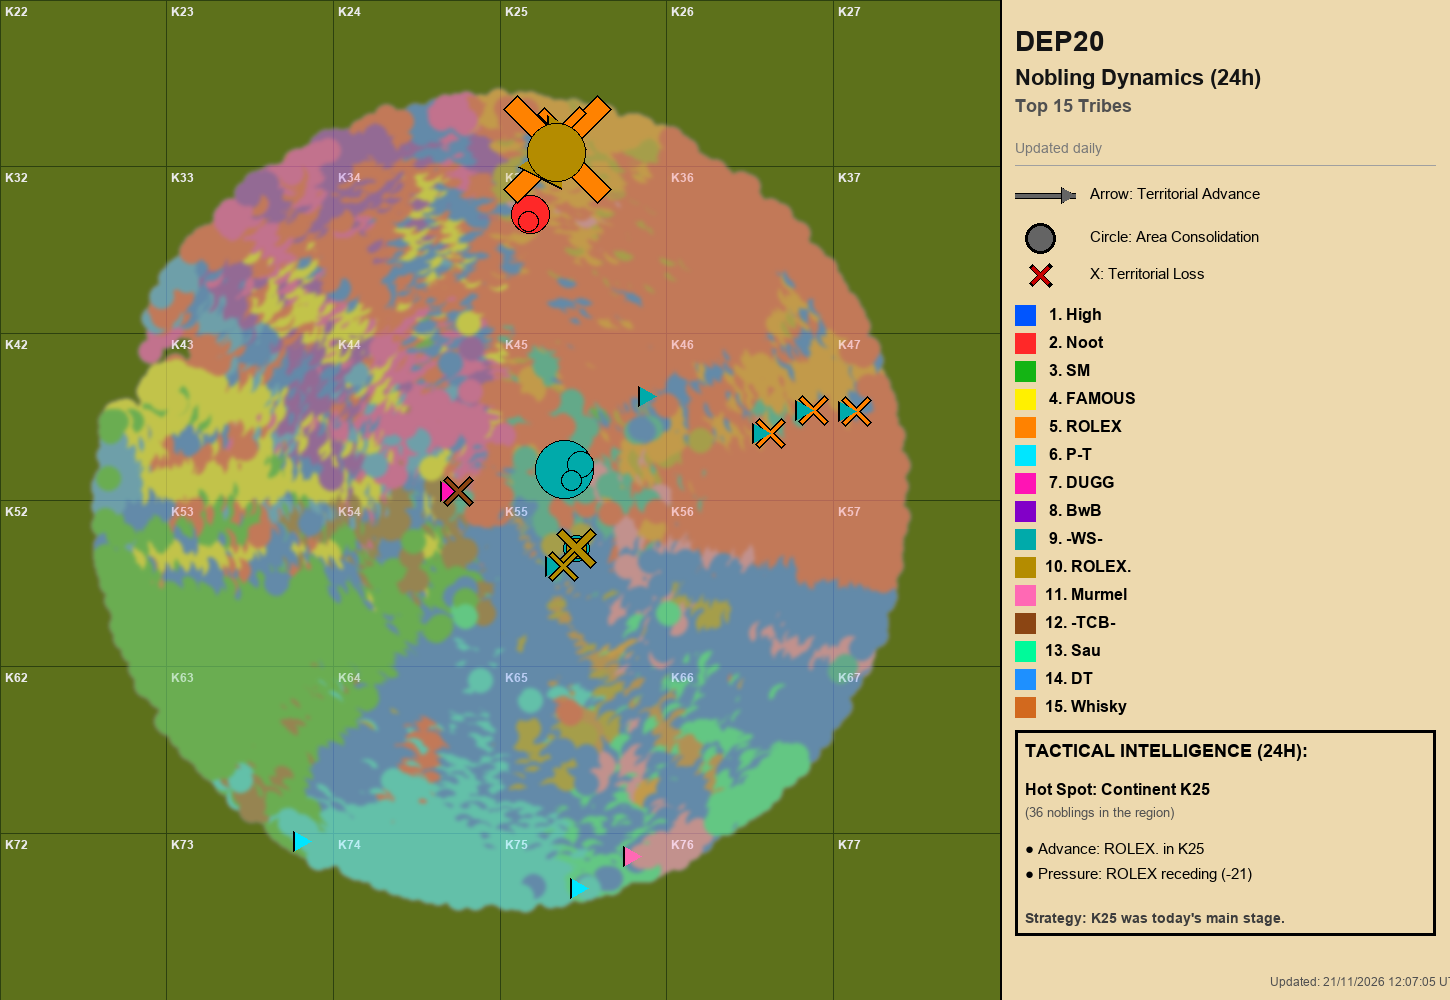 K22 K23 K24 K25 K26 K27
K32 K33 K34 K36 K37
K42 K43 K44 K45 K46 K47
K52 K53 K54 K55 K56 K57
K62 K63 K64 K65 K66 K67
K72 K73 K74 K75 K76 K77
DEP20
Nobling Dynamics (24h)
Top 15 Tribes
Updated daily
Arrow: Territorial Advance
Circle: Area Consolidation
X: Territorial Loss
1. High
2. Noot
3. SM
4. FAMOUS
5. ROLEX
6. P-T
7. DUGG
8. BwB
9. -WS-
10. ROLEX.
11. Murmel
12. -TCB-
13. Sau
14. DT
15. Whisky
TACTICAL INTELLIGENCE (24H):
Hot Spot: Continent K25
(36 noblings in the region)
● Advance: ROLEX. in K25
● Pressure: ROLEX receding (-21)
Strategy: K25 was today's main stage.
Updated: 21/11/2026 12:07:05